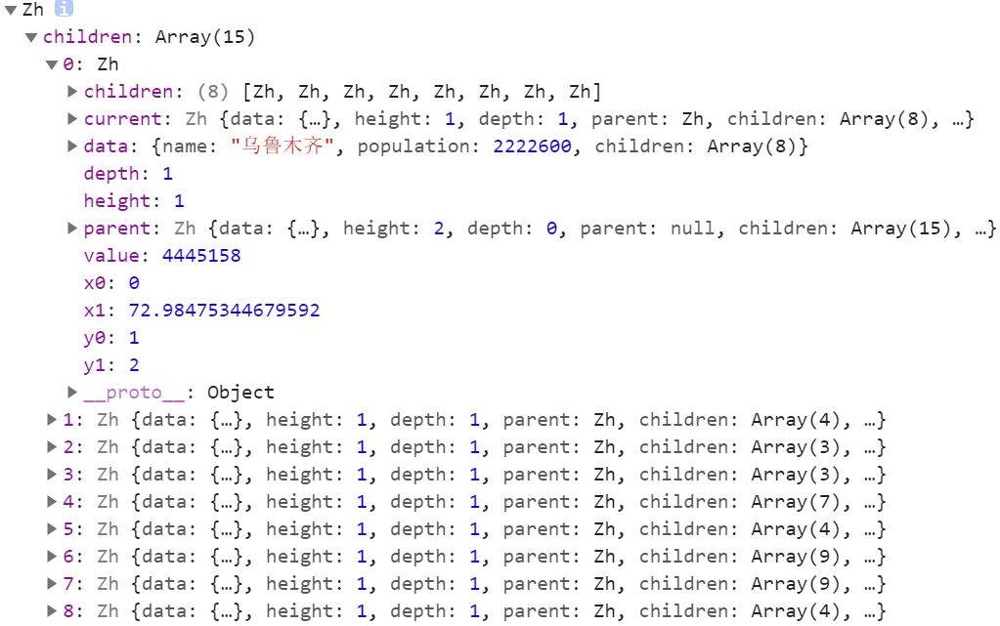 Zh i
children: Array(15)
0: Zh
children: (8) [Zh, Zh, Zh, Zh, Zh, Zh, Zh, Zh]
current: Zh {data: {…}, height: 1, depth: 1, parent: Zh, children: Array(8), …}
data: {name: "乌鲁木齐", population: 2222600, children: Array(8)}
depth: 1
height: 1
parent: Zh {data: {…}, height: 2, depth: 0, parent: null, children: Array(15), …}
value: 4445158
x0: 0
x1: 72.98475344679592
y0: 1
y1: 2
__proto__: Object
1: Zh {data: {…}, height: 1, depth: 1, parent: Zh, children: Array(4), …}
2: Zh {data: {…}, height: 1, depth: 1, parent: Zh, children: Array(3), …}
3: Zh {data: {…}, height: 1, depth: 1, parent: Zh, children: Array(3), …}
4: Zh {data: {…}, height: 1, depth: 1, parent: Zh, children: Array(7), …}
5: Zh {data: {…}, height: 1, depth: 1, parent: Zh, children: Array(4), …}
6: Zh {data: {…}, height: 1, depth: 1, parent: Zh, children: Array(9), …}
7: Zh {data: {…}, height: 1, depth: 1, parent: Zh, children: Array(9), …}
8: Zh {data: {…}, height: 1, depth: 1, parent: Zh, children: Array(4), …}